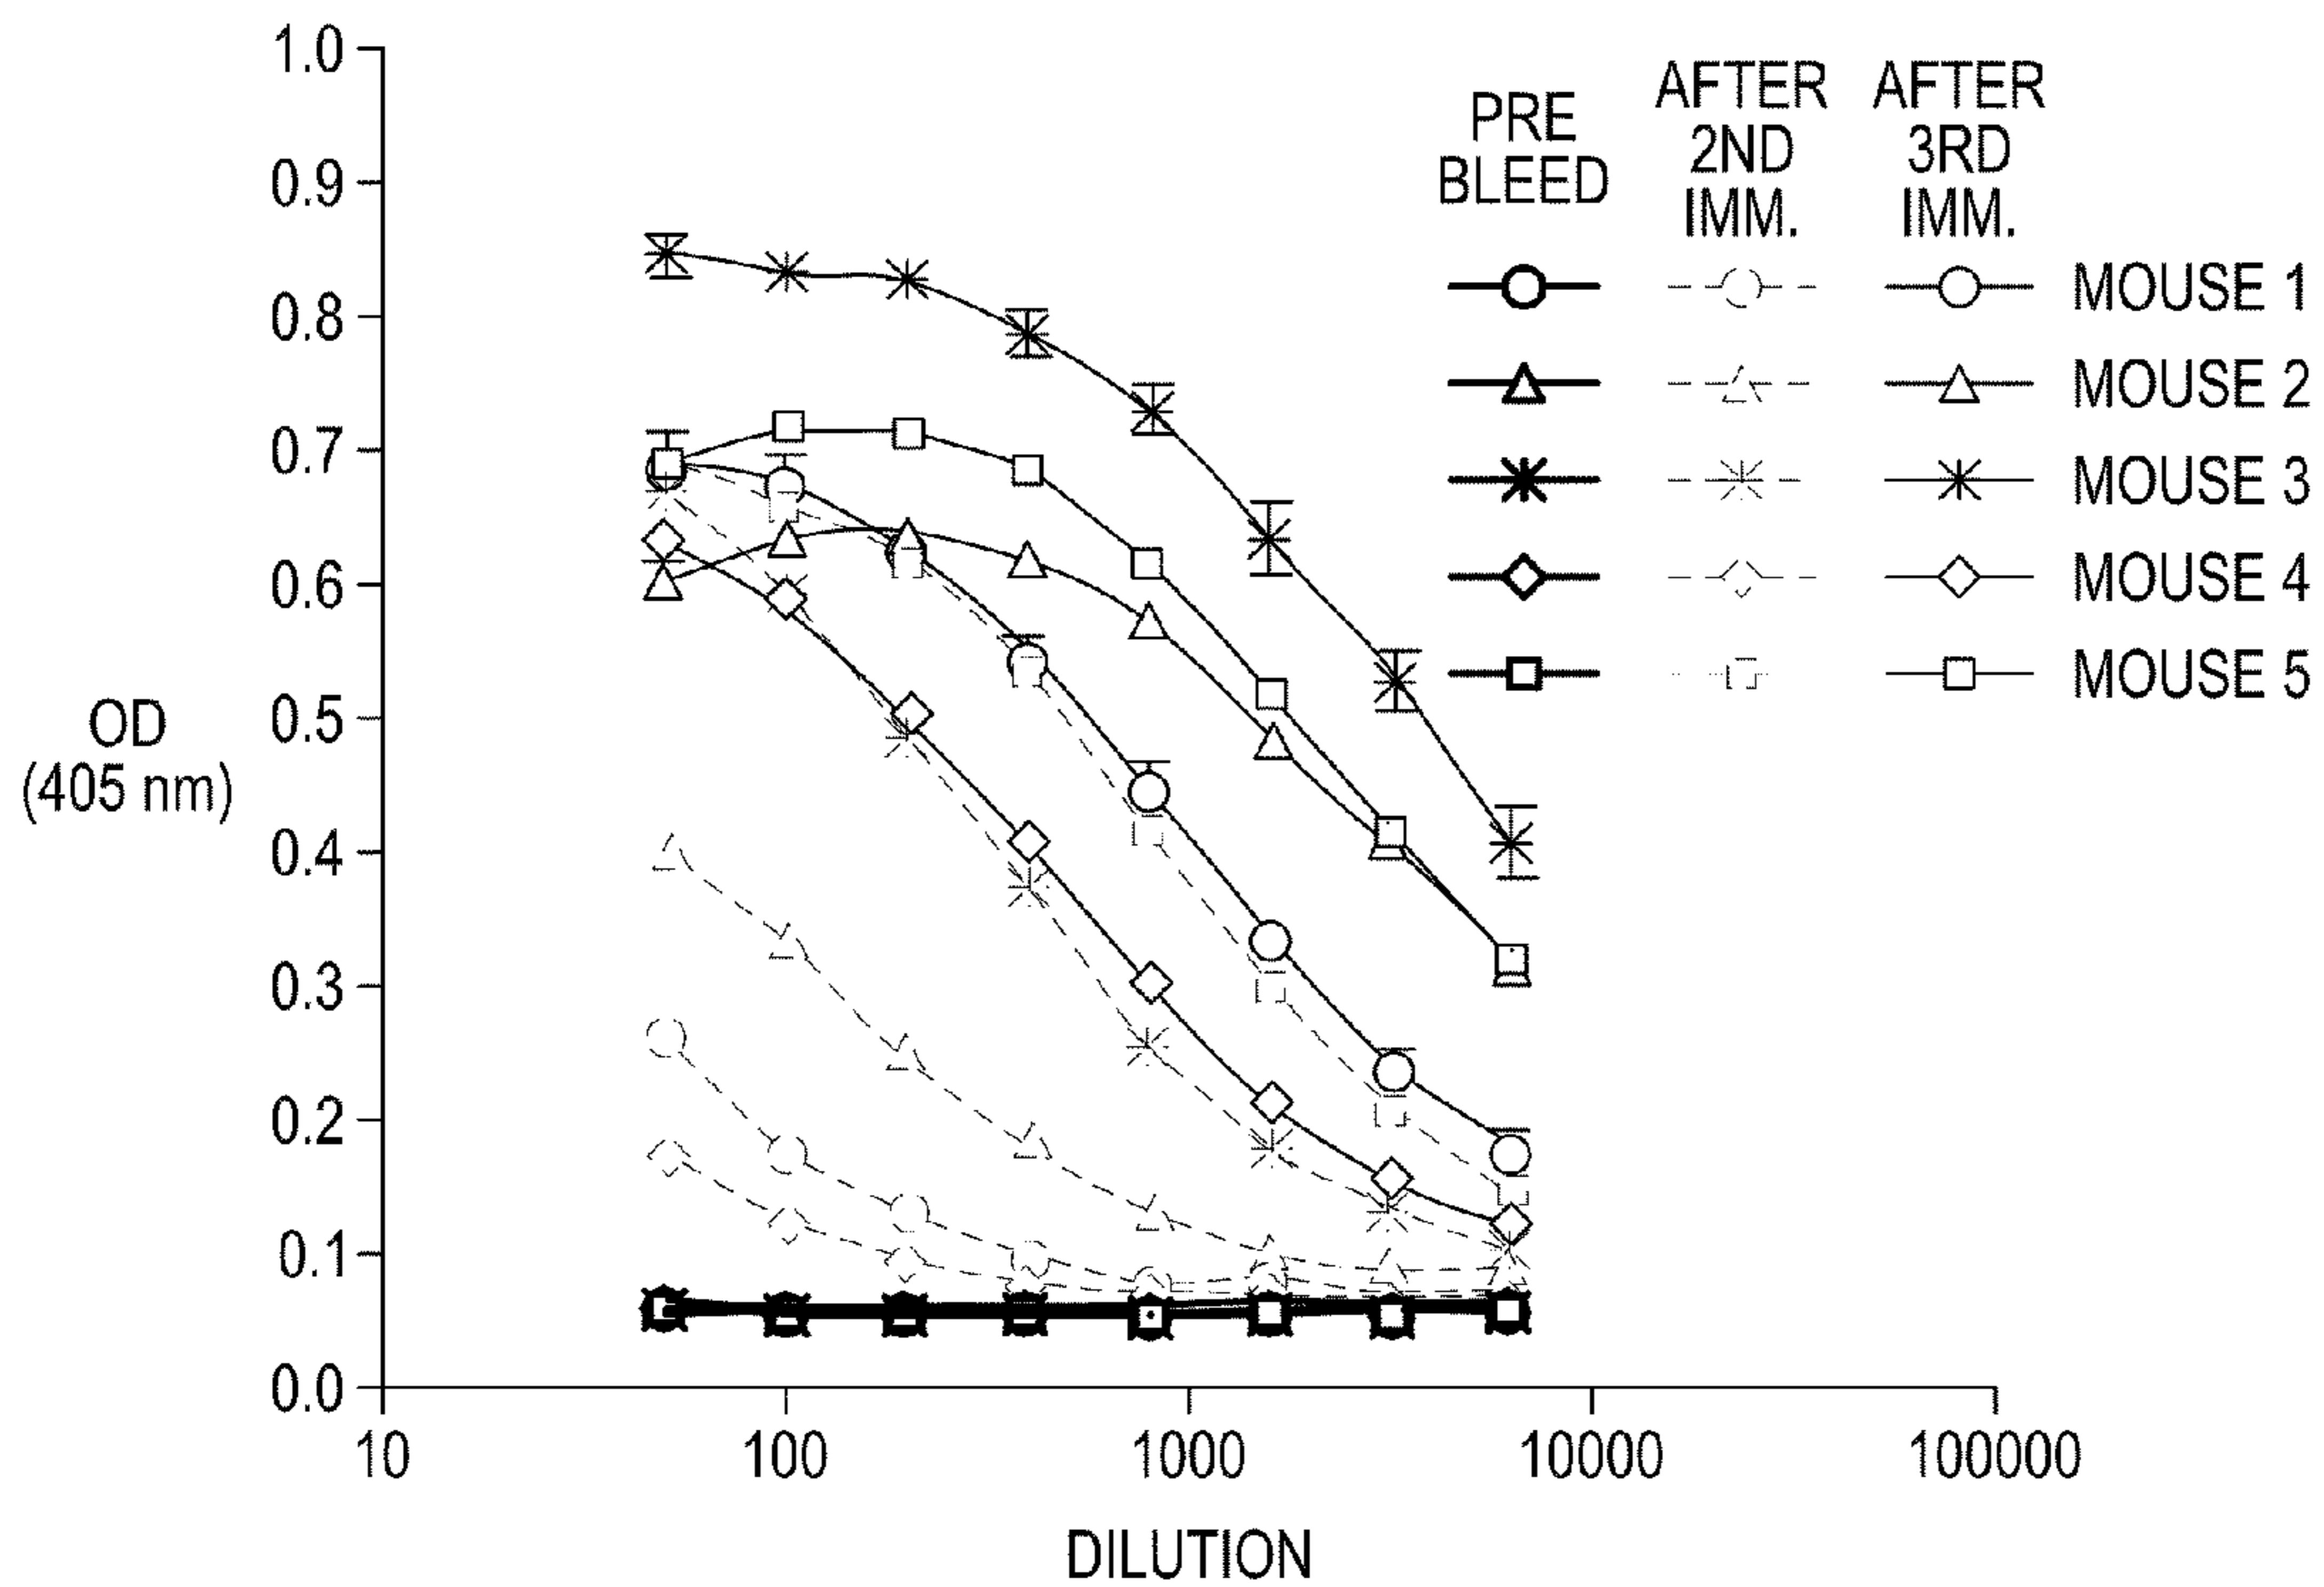 1.0
0.9
0.8
0.7
0.6
0.5
0.4
0.3
0.2
0.1
0.0
OD
(405 nm)
10
100
1000
10000
100000
DILUTION
PRE
BLEED
AFTER
2ND
IMM.
AFTER
3RD
IMM.
MOUSE 1
MOUSE 2
MOUSE 3
MOUSE 4
MOUSE 5